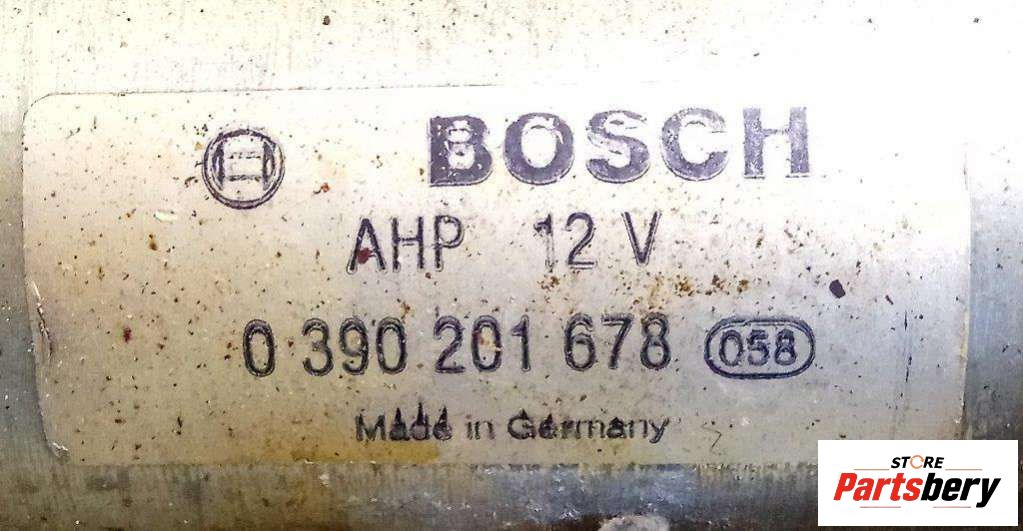 BOSCH
AHP 12 V
0 390 201 678 058
Made in Germany
STORE
Partsbery